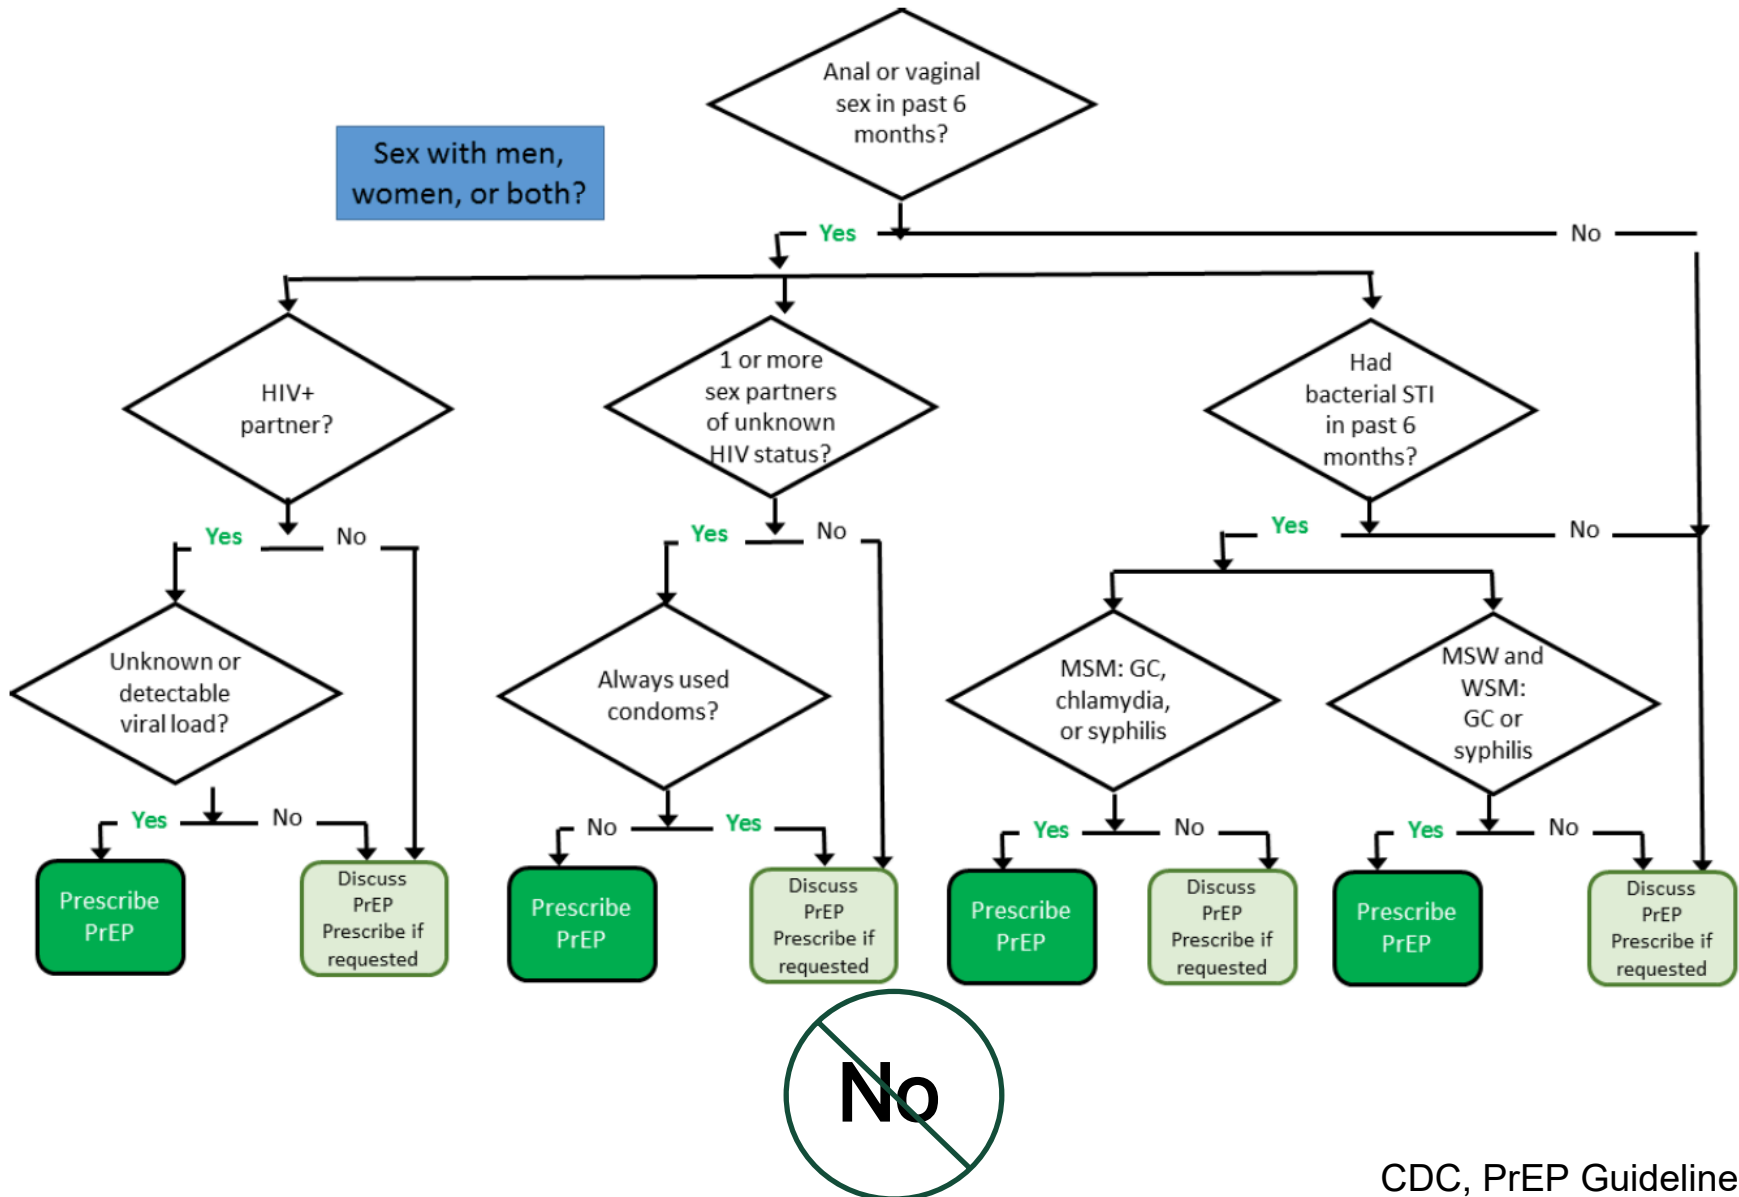 Anal or vaginal
sex in past 6
months?
Sex with men,
women, or both?
Yes
No
HIV+
partner?
1 or more
sex partners
of unknown
HIV status?
Had
bacterial STI
in past 6
months?
Yes
No
Yes
No
Yes
No
Unknown or
detectable
viral load?
Always used
condoms?
MSM: GC,
chlamydia,
or syphilis
MSW and
WSM:
GC or
syphilis
Yes
No
No
Yes
Yes
No
Yes
No
Prescribe
PrEP
Discuss
PrEP
Prescribe if
requested
Prescribe
PrEP
Discuss
PrEP
Prescribe if
requested
Prescribe
PrEP
Discuss
PrEP
Prescribe if
requested
Prescribe
PrEP
Discuss
PrEP
Prescribe if
requested
No
CDC, PrEP Guideline